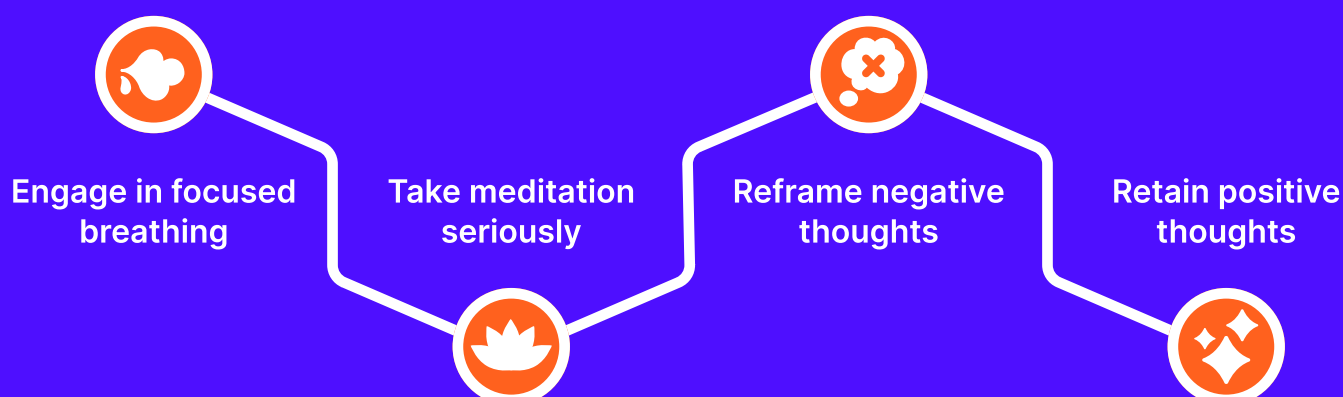 Engage in focused
breathing
Take meditation
seriously
Reframe negative
thoughts
Retain positive
thoughts